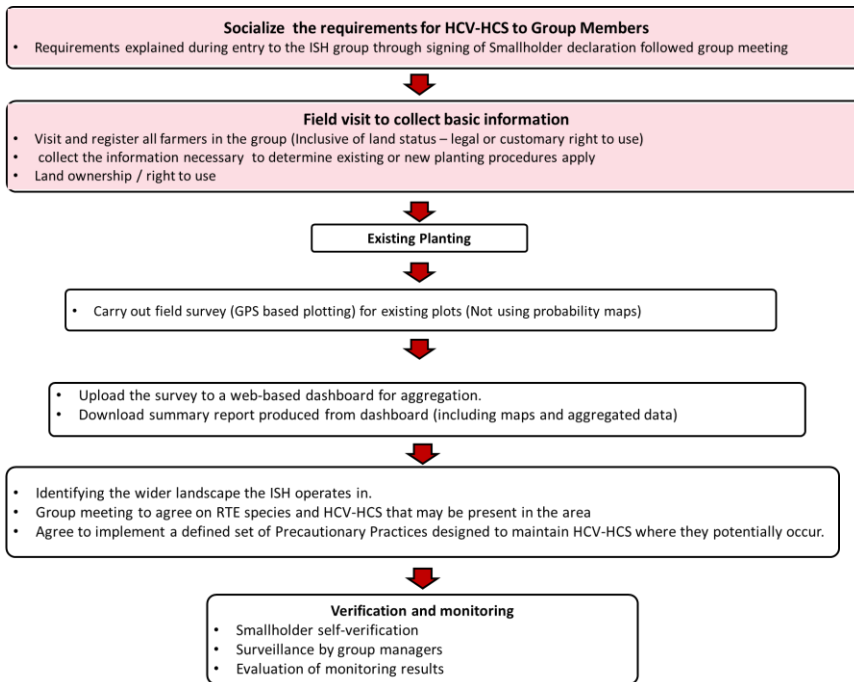 Socialize the requirements for HCV-HCS to Group Members
• Requirements explained during entry to the ISH group through signing of Smallholder declaration followed group meeting
Field visit to collect basic information
• Visit and register all farmers in the group (Inclusive of land status – legal or customary right to use)
• collect the information necessary to determine existing or new planting procedures apply
• Land ownership / right to use
Existing Planting
• Carry out field survey (GPS based plotting) for existing plots (Not using probability maps)
• Upload the survey to a web-based dashboard for aggregation.
• Download summary report produced from dashboard (including maps and aggregated data)
• Identifying the wider landscape the ISH operates in.
• Group meeting to agree on RTE species and HCV-HCS that may be present in the area
• Agree to implement a defined set of Precautionary Practices designed to maintain HCV-HCS where they potentially occur.
Verification and monitoring
• Smallholder self-verification
• Surveillance by group managers
• Evaluation of monitoring results